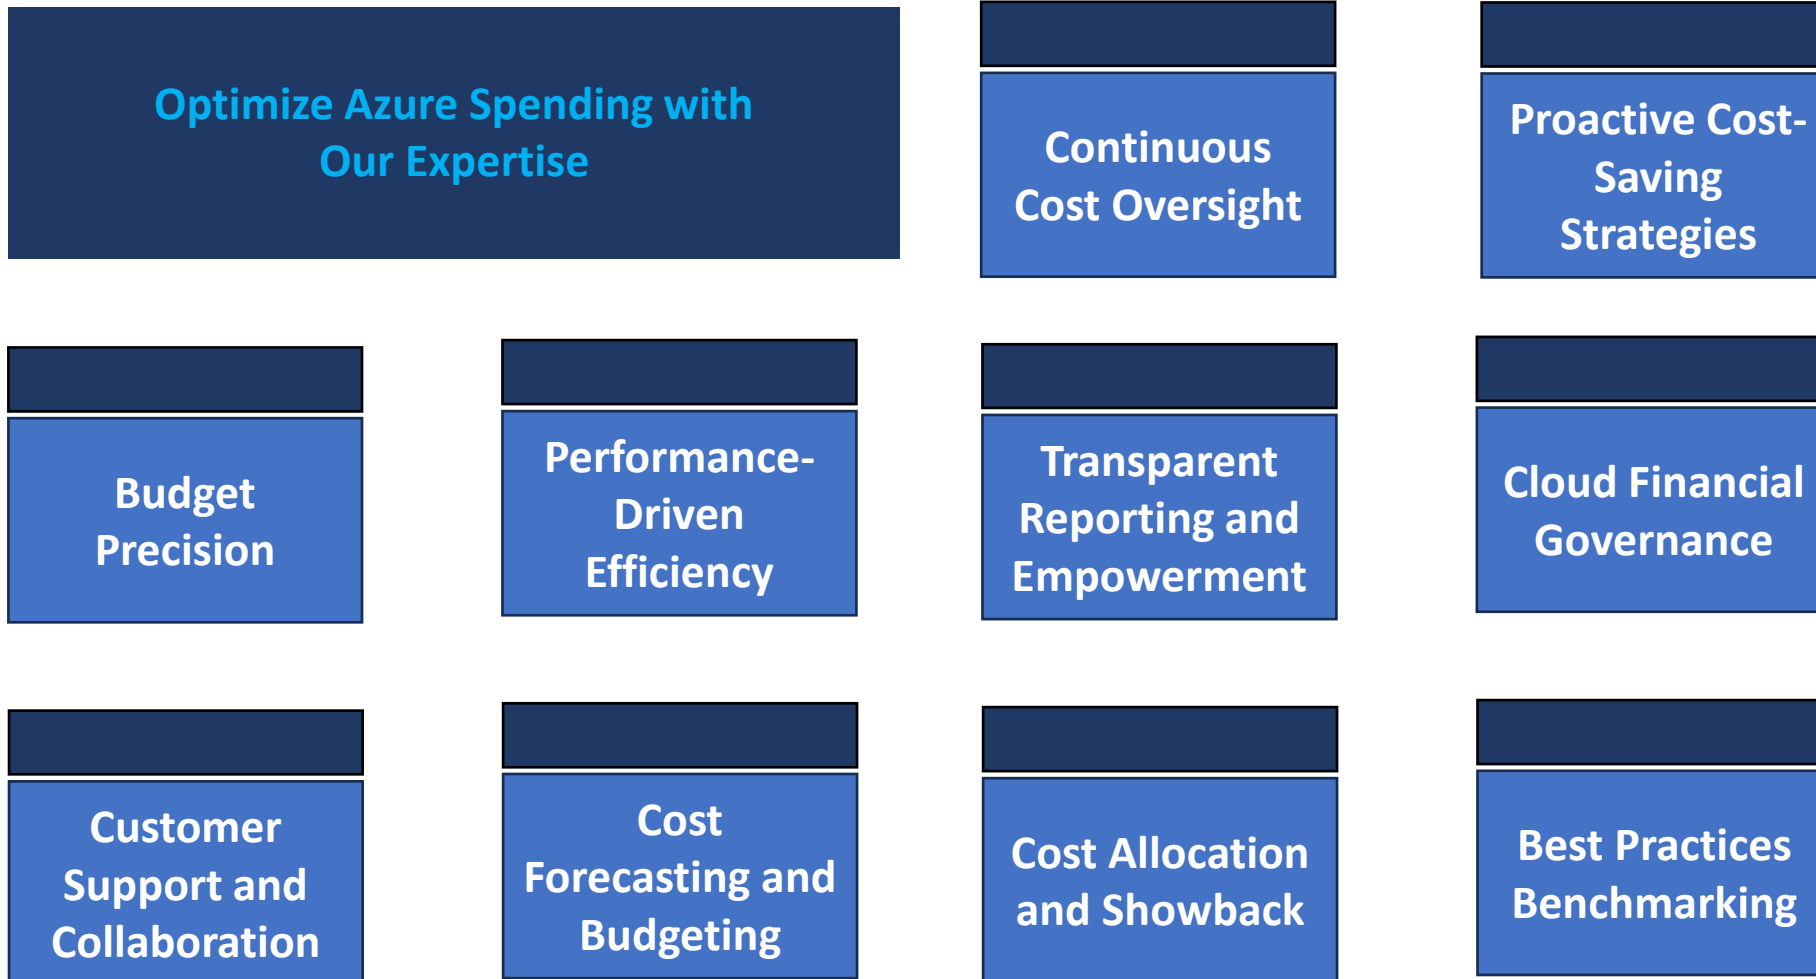 Optimize Azure Spending with
Our Expertise
Continuous
Cost Oversight
Proactive Cost-
Saving
Strategies
Budget
Precision
Performance-
Driven
Efficiency
Transparent
Reporting and
Empowerment
Cloud Financial
Governance
Customer
Support and
Collaboration
Cost
Forecasting and
Budgeting
Cost Allocation
and Showback
Best Practices
Benchmarking